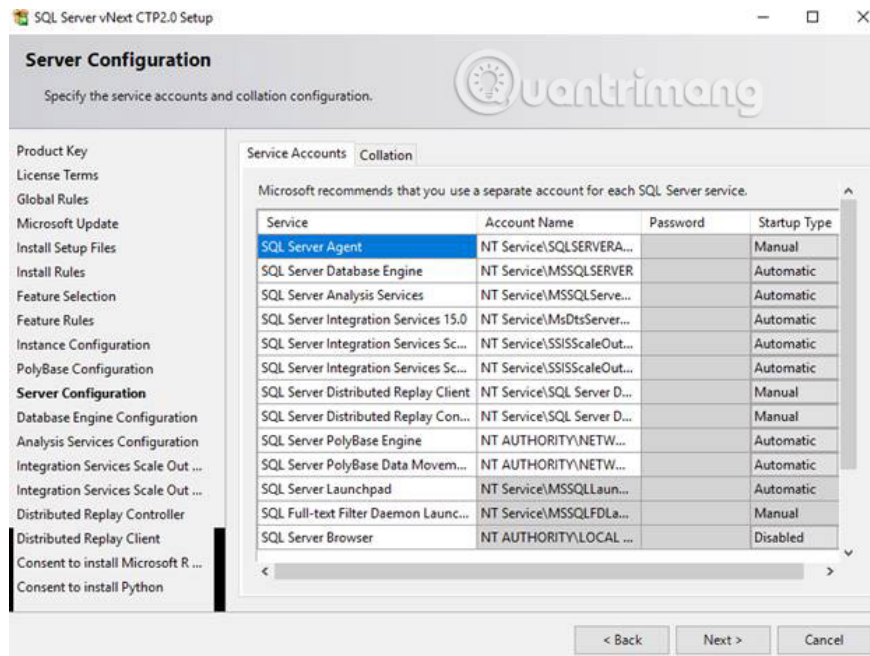 SQL Server vNext CTP2.0 Setup
Server Configuration
Specify the service accounts and collation configuration.
Quantrimang
Product Key
License Terms
Global Rules
Microsoft Update
Install Setup Files
Install Rules
Feature Selection
Feature Rules
Instance Configuration
PolyBase Configuration
Server Configuration
Database Engine Configuration
Analysis Services Configuration
Integration Services Scale Out ...
Integration Services Scale Out ...
Distributed Replay Controller
Distributed Replay Client
Consent to install Microsoft R ...
Consent to install Python
Service Accounts Collation
Microsoft recommends that you use a separate account for each SQL Server service.
Service Account Name Password Startup Type
SQL Server Agent NT Service\SQLSERVERA... Manual
SQL Server Database Engine NT Service\MSSQLSERVER Automatic
SQL Server Analysis Services NT Service\MSSQLServe... Automatic
SQL Server Integration Services 15.0 NT Service\MsDtsServer... Automatic
SQL Server Integration Services Sc... NT Service\SSISScaleOut... Automatic
SQL Server Integration Services Sc... NT Service\SSISScaleOut... Automatic
SQL Server Distributed Replay Client NT Service\SQL Server D... Manual
SQL Server Distributed Replay Con... NT Service\SQL Server D... Manual
SQL Server PolyBase Engine NT AUTHORITY\NETW... Automatic
SQL Server PolyBase Data Movem... NT AUTHORITY\NETW... Automatic
SQL Server Launchpad NT Service\MSSQLLaun... Automatic
SQL Full-text Filter Daemon Launc... NT Service\MSSQLFDLa... Manual
SQL Server Browser NT AUTHORITY\LOCAL ... Disabled
< Back Next > Cancel